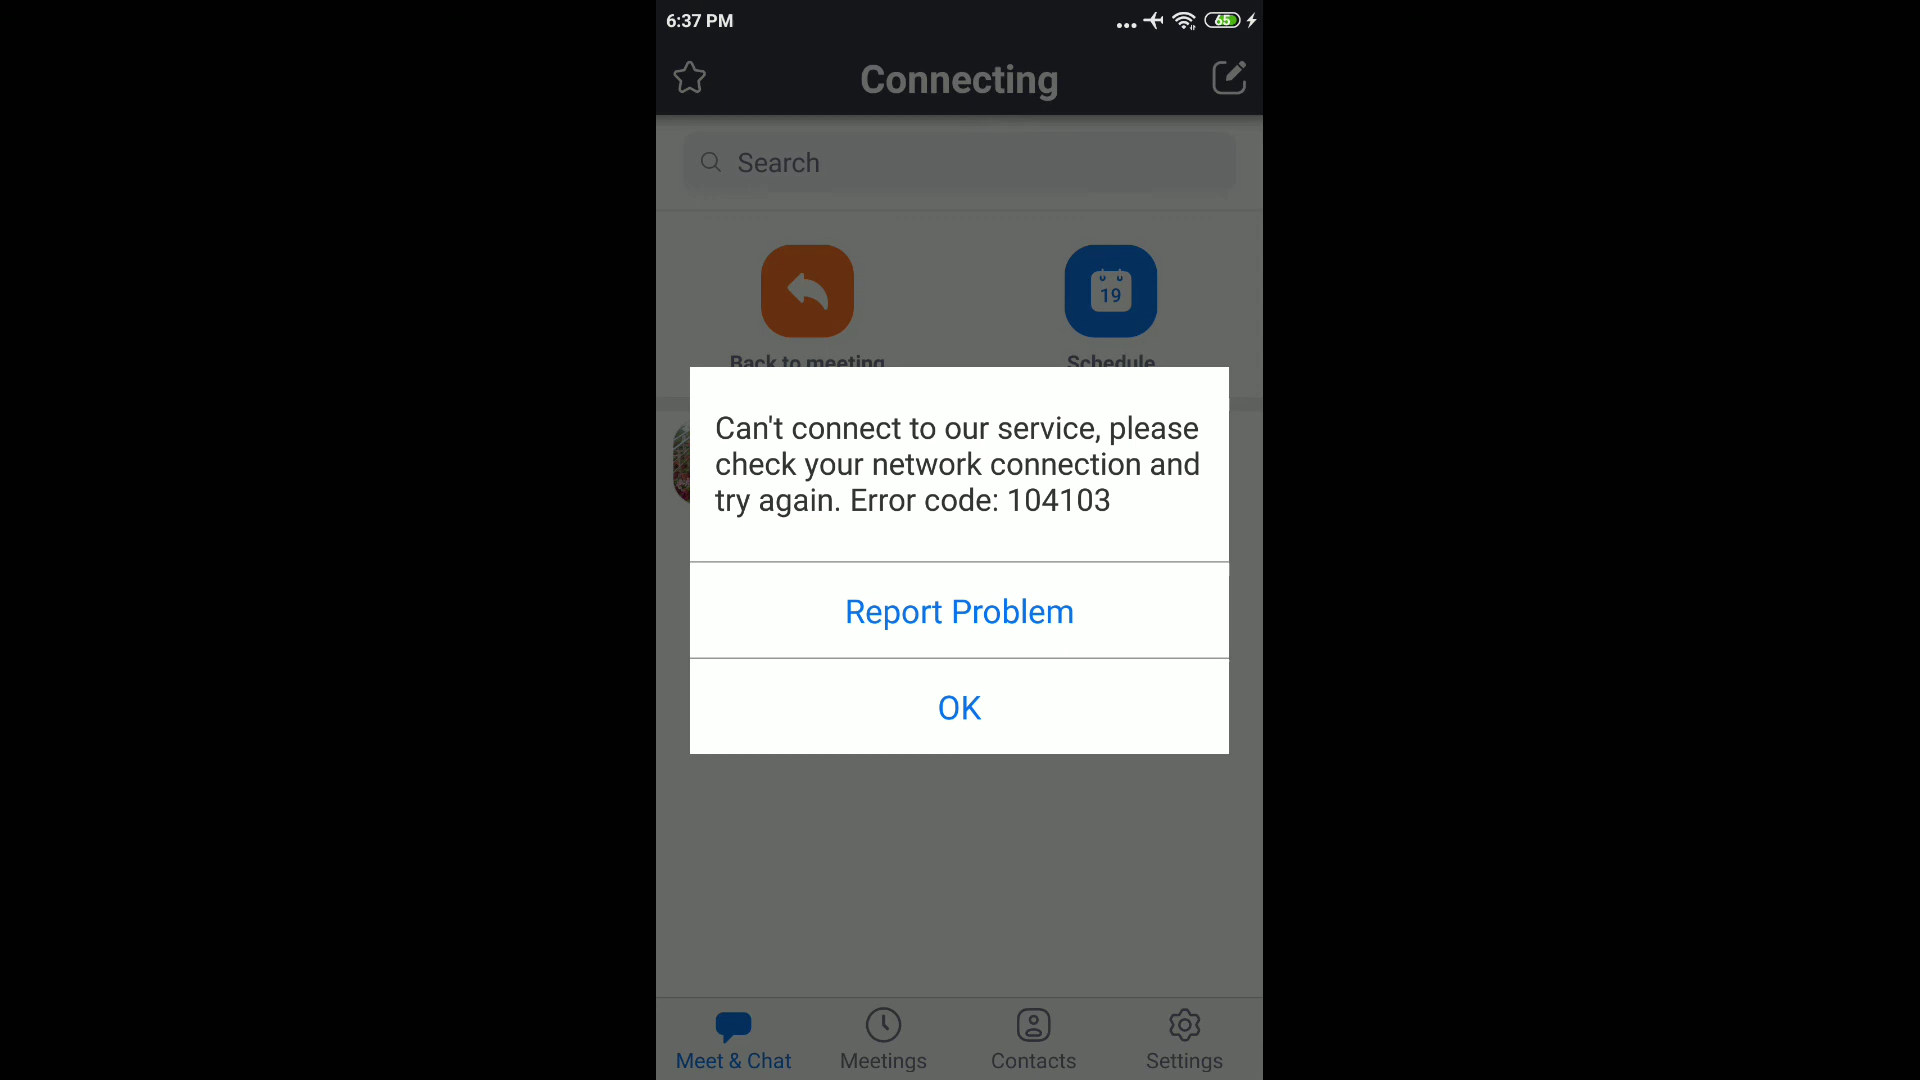 6:37 PM
65
Connecting
Search
19
Back to meeting
Schedule
Can't connect to our service, please
check your network connection and
try again. Error code: 104103
Report Problem
OK
Meet & Chat
Meetings
Contacts
Settings